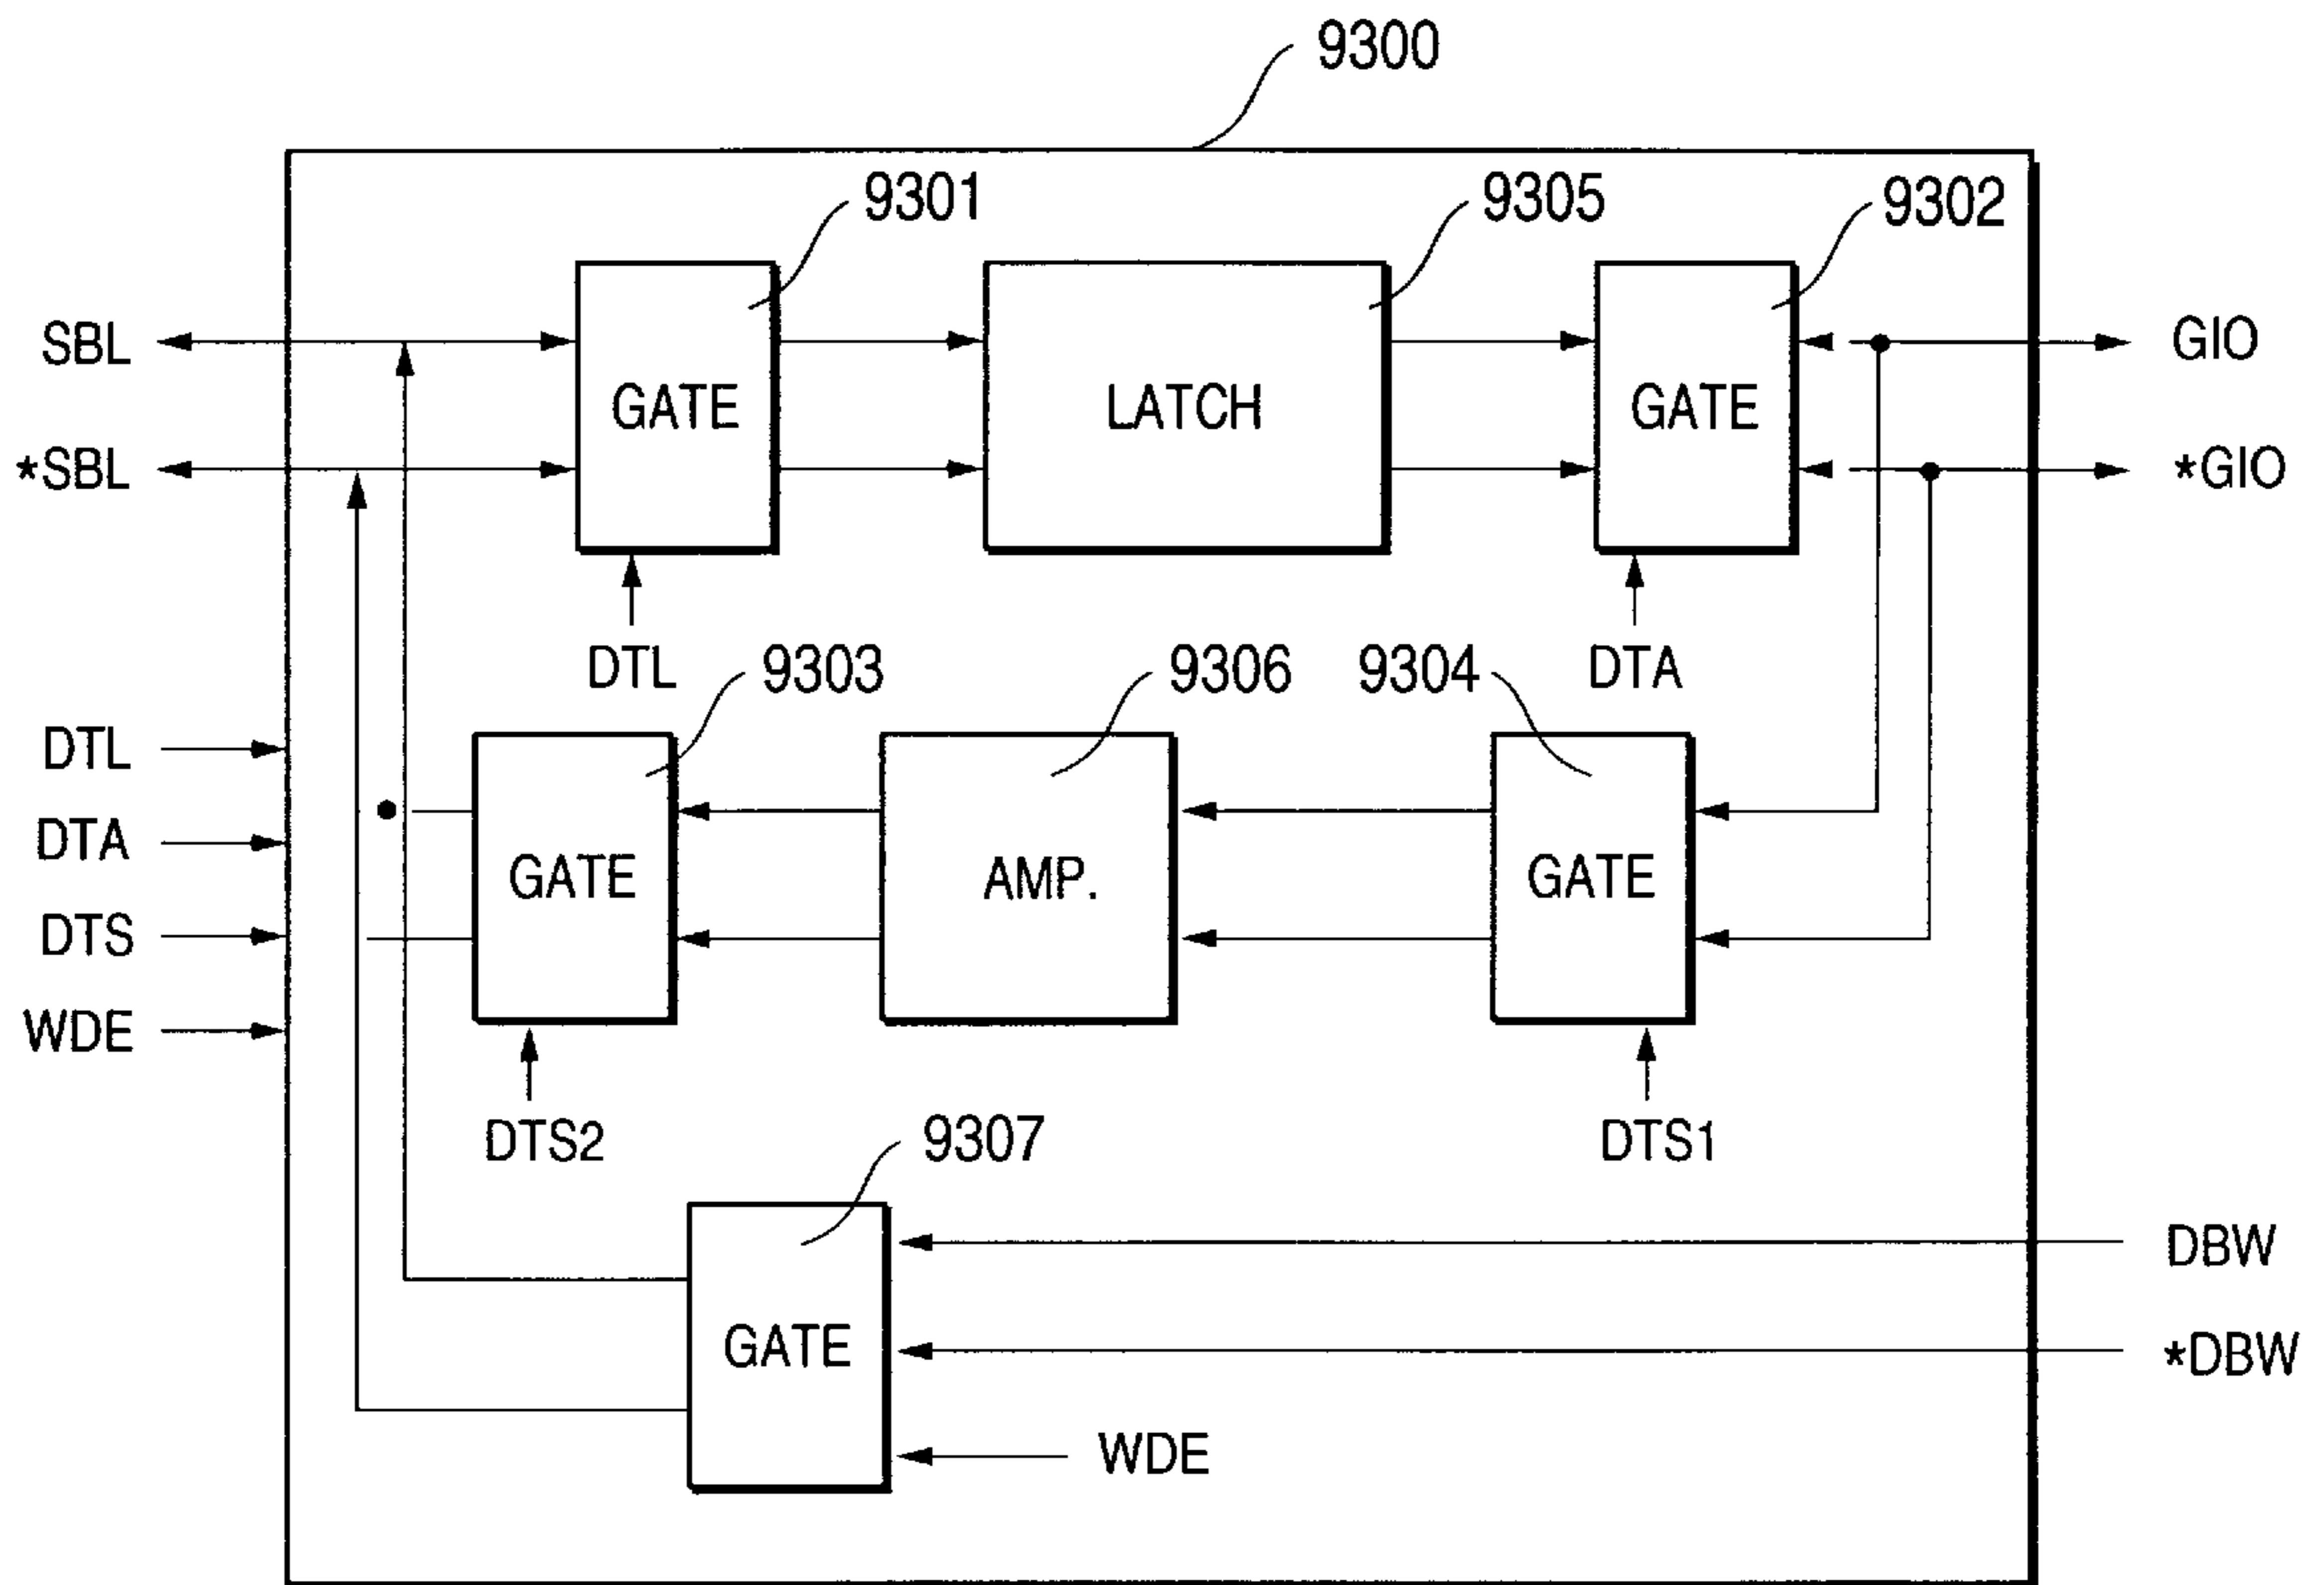 9300
9301
9305
9302
SBL
GATE
LATCH
GATE
GIO
*SBL
*GIO
DTL
DTA
9303
9306
9304
DTL
DTA
GATE
AMP.
GATE
DTS
WDE
DTS2
DTS1
9307
DBW
GATE
*DBW
WDE